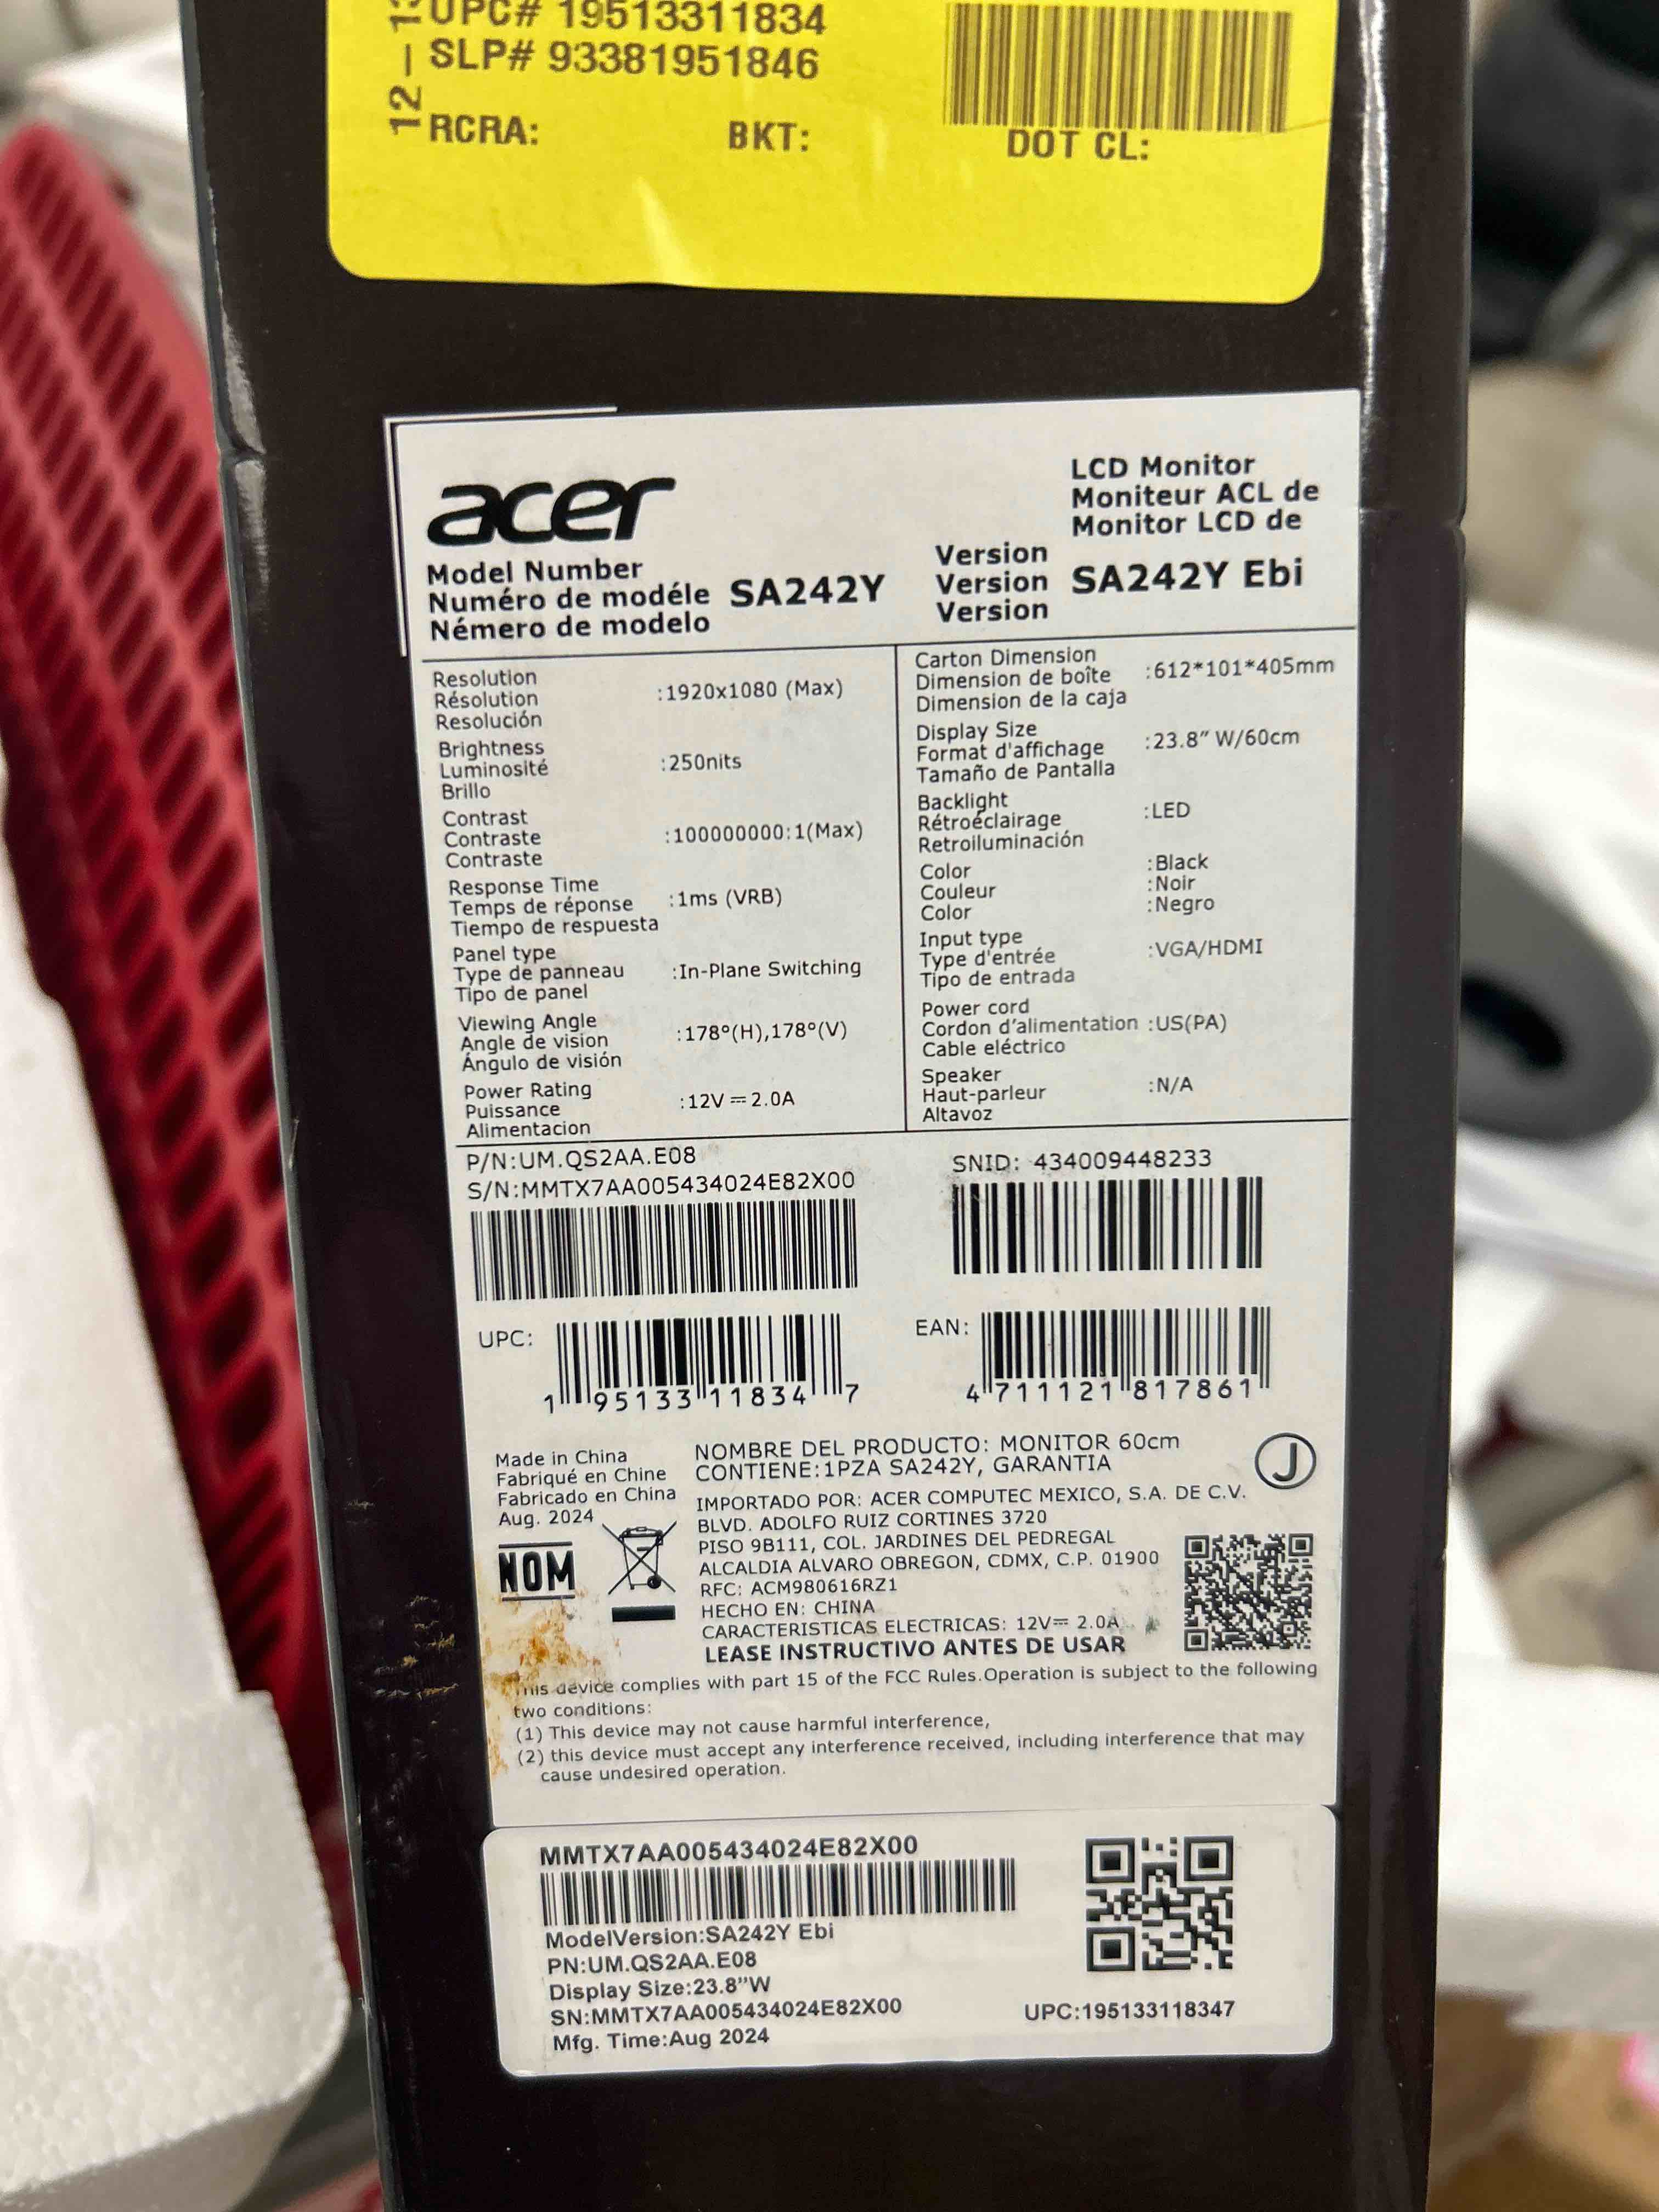 UPC# 19513311834
SLP# 93381951846
12 – 1
RCRA: BKT: DOT CL:
acer
LCD Monitor
Moniteur ACL de
Monitor LCD de
Model Number
Numéro de modéle SA242Y
Némero de modelo
Version
Version SA242Y Ebi
Version
Resolution
Résolution :1920x1080 (Max)
Resolución
Brightness
Luminosité :250nits
Brillo
Contrast
Contraste :100000000:1(Max)
Contraste
Response Time
Temps de réponse :1ms (VRB)
Tiempo de respuesta
Panel type
Type de panneau :In-Plane Switching
Tipo de panel
Viewing Angle
Angle de vision :178°(H),178°(V)
Ángulo de visión
Power Rating
Puissance :12V⎓2.0A
Alimentacion
Carton Dimension
Dimension de boîte :612*101*405mm
Dimension de la caja
Display Size
Format d'affichage :23.8” W/60cm
Tamaño de Pantalla
Backlight
Rétroéclairage :LED
Retroiluminación
Color :Black
Couleur :Noir
Color :Negro
Input type
Type d'entrée :VGA/HDMI
Tipo de entrada
Power cord
Cordon d’alimentation :US(PA)
Cable eléctrico
Speaker
Haut-parleur :N/A
Altavoz
P/N:UM.QS2AA.E08
S/N:MMTX7AA005434024E82X00
SNID: 434009448233
UPC:
1 95133 11834 7
EAN:
4 711121 817861
Made in China
Fabriqué en Chine
Fabricado en China
Aug. 2024
NOM
NOMBRE DEL PRODUCTO: MONITOR 60cm
CONTIENE:1PZA SA242Y, GARANTIA
J
IMPORTADO POR: ACER COMPUTEC MEXICO, S.A. DE C.V.
BLVD. ADOLFO RUIZ CORTINES 3720
PISO 9B111, COL. JARDINES DEL PEDREGAL
ALCALDIA ALVARO OBREGON, CDMX, C.P. 01900
RFC: ACM980616RZ1
HECHO EN: CHINA
CARACTERISTICAS ELECTRICAS: 12V⎓ 2.0A
LEASE INSTRUCTIVO ANTES DE USAR
This device complies with part 15 of the FCC Rules.Operation is subject to the following
two conditions:
(1) This device may not cause harmful interference,
(2) this device must accept any interference received, including interference that may
cause undesired operation.
MMTX7AA005434024E82X00
ModelVersion:SA242Y Ebi
PN:UM.QS2AA.E08
Display Size:23.8”W
SN:MMTX7AA005434024E82X00
Mfg. Time:Aug 2024
UPC:195133118347